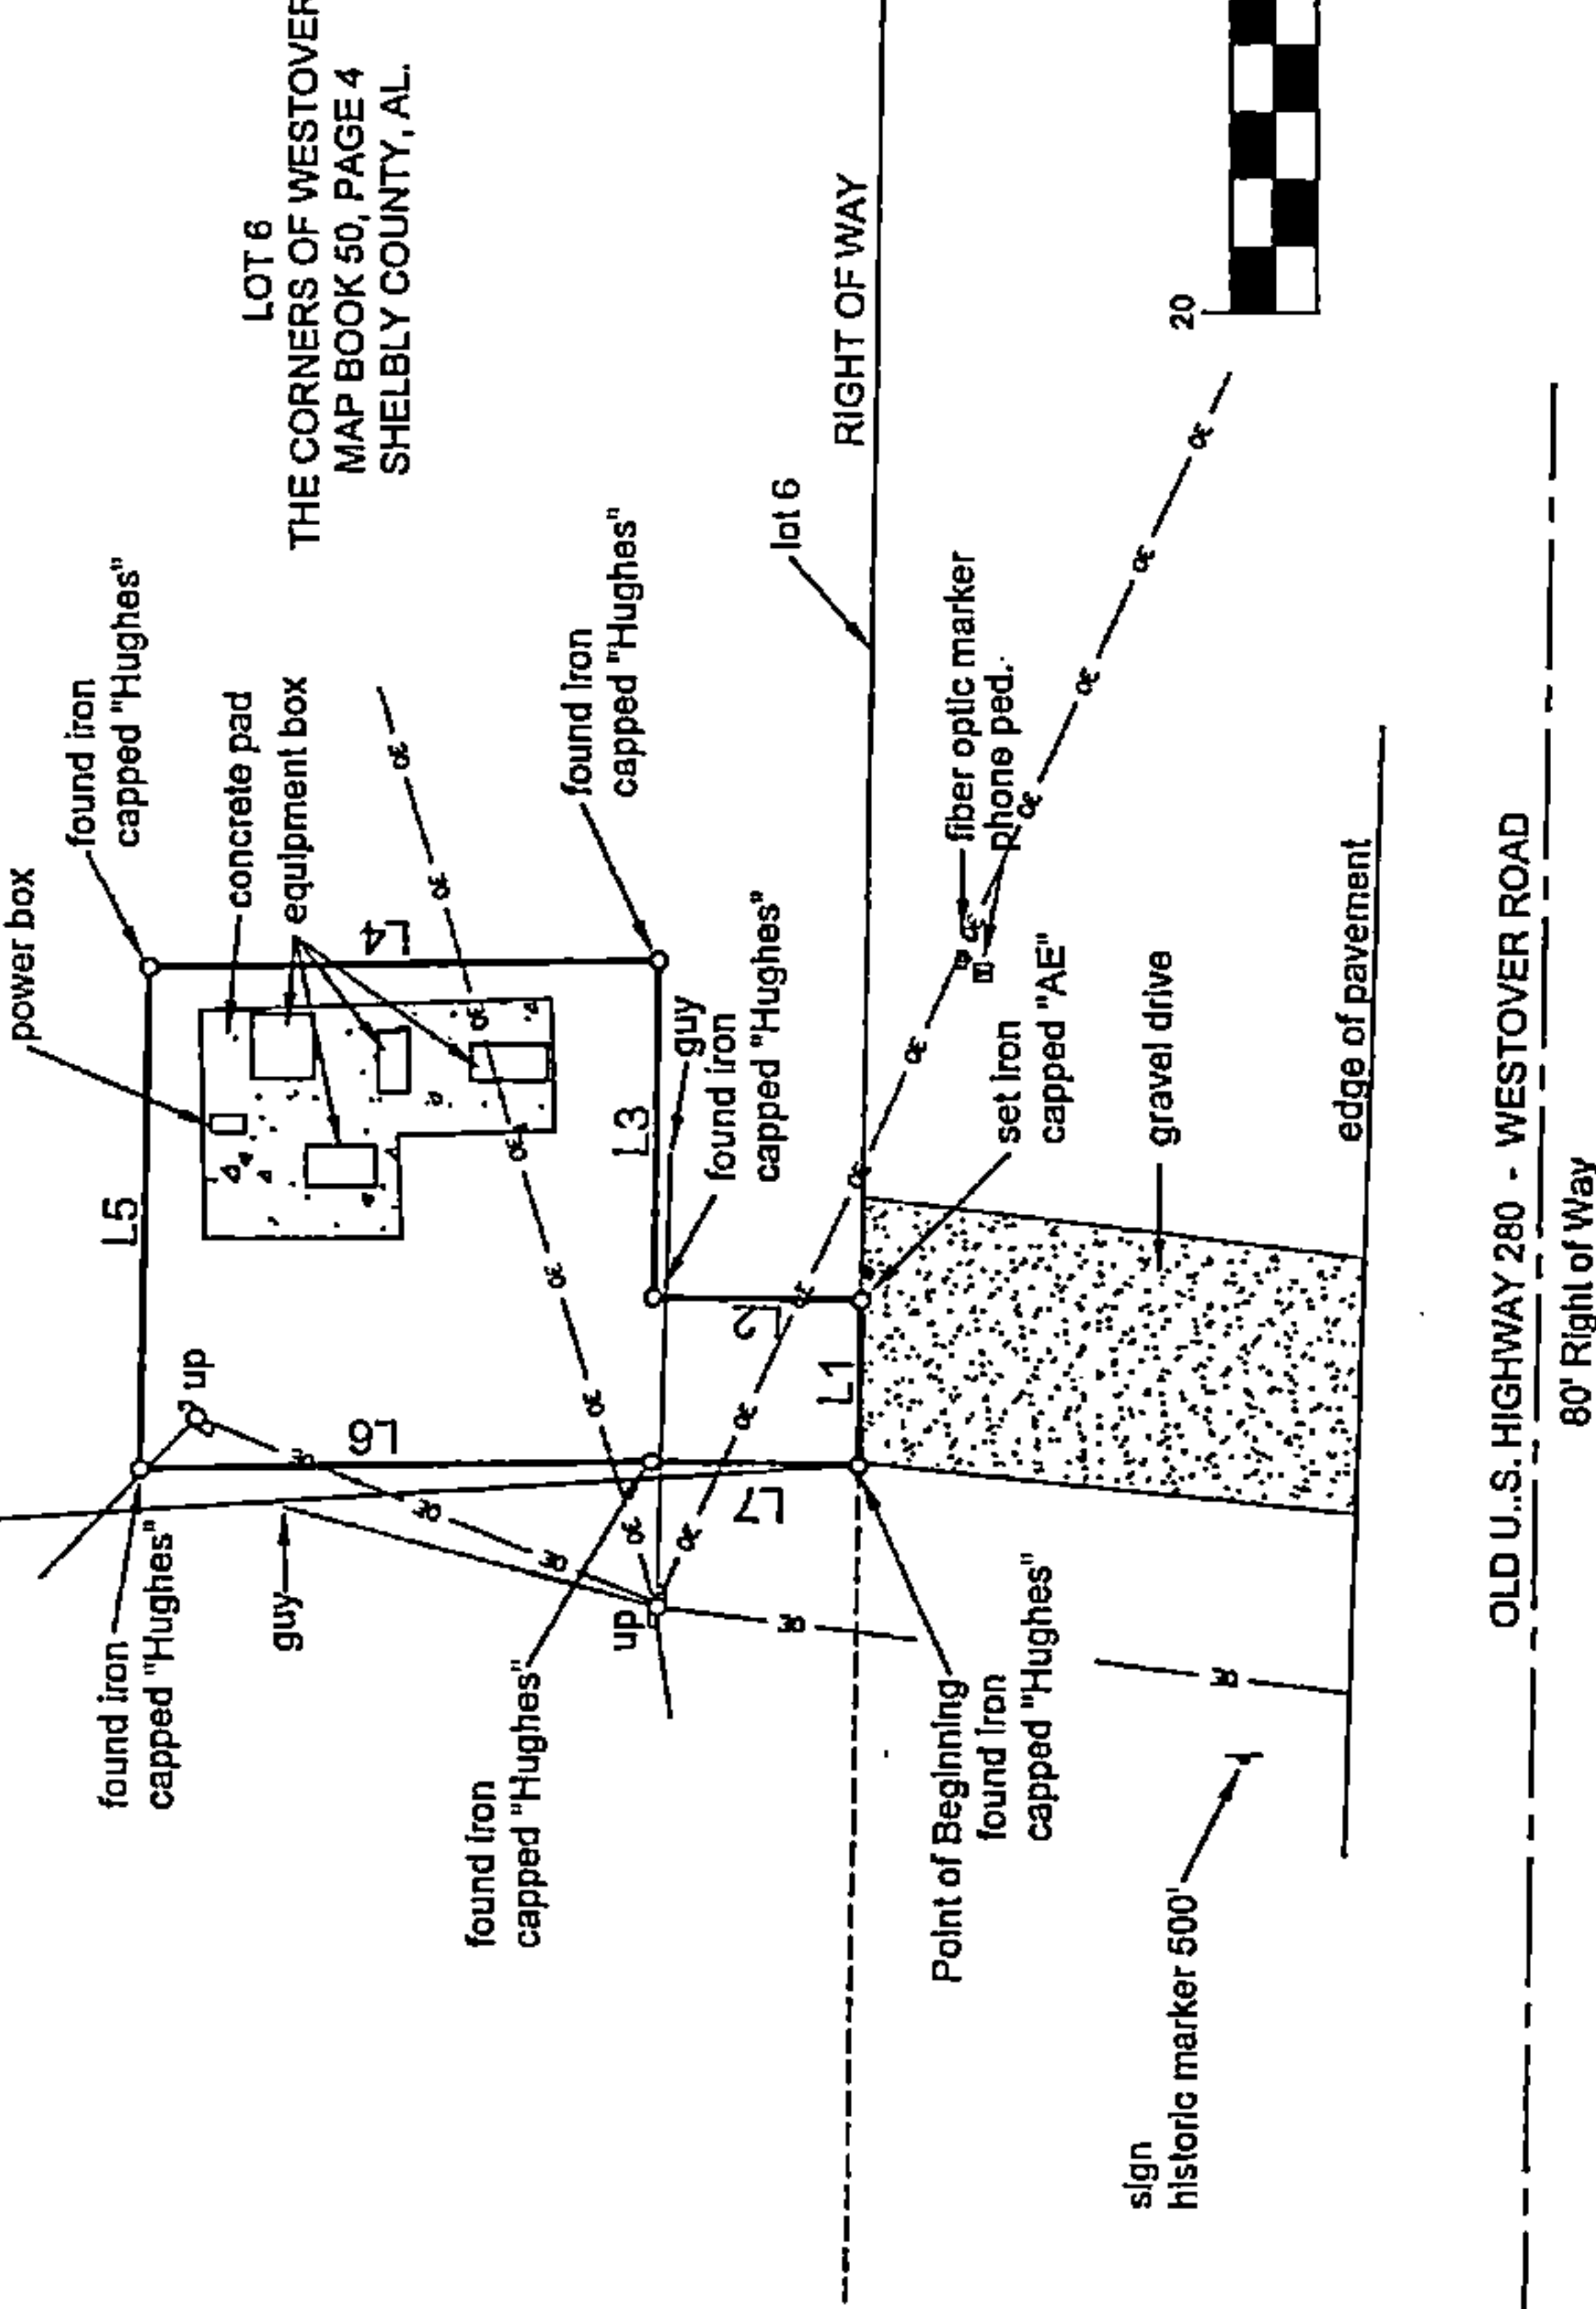 LOT 6
THE CORNERS OF WESTOVER
MAP BOOK 50, PAGE 4
SHELBLY COUNTY, AL.
power box
found iron
capped "Hughes"
concrete pad
equipment box
L5
L4
up
found iron
capped "Hughes"
guy
L6
found iron
capped "Hughes"
L3
guy
found iron
capped "Hughes"
up
found iron
capped "Hughes"
L2
L7
L1
lot 6
RIGHT OF WAY
Point of Beginning
found iron
capped "Hughes"
set iron
capped "AE"
fiber optic marker
phone ped.
gravel drive
20
sign
historic marker 500'
edge of pavement
OLD U..S. HIGHWAY 280 - WESTOVER ROAD
80' Right of Way